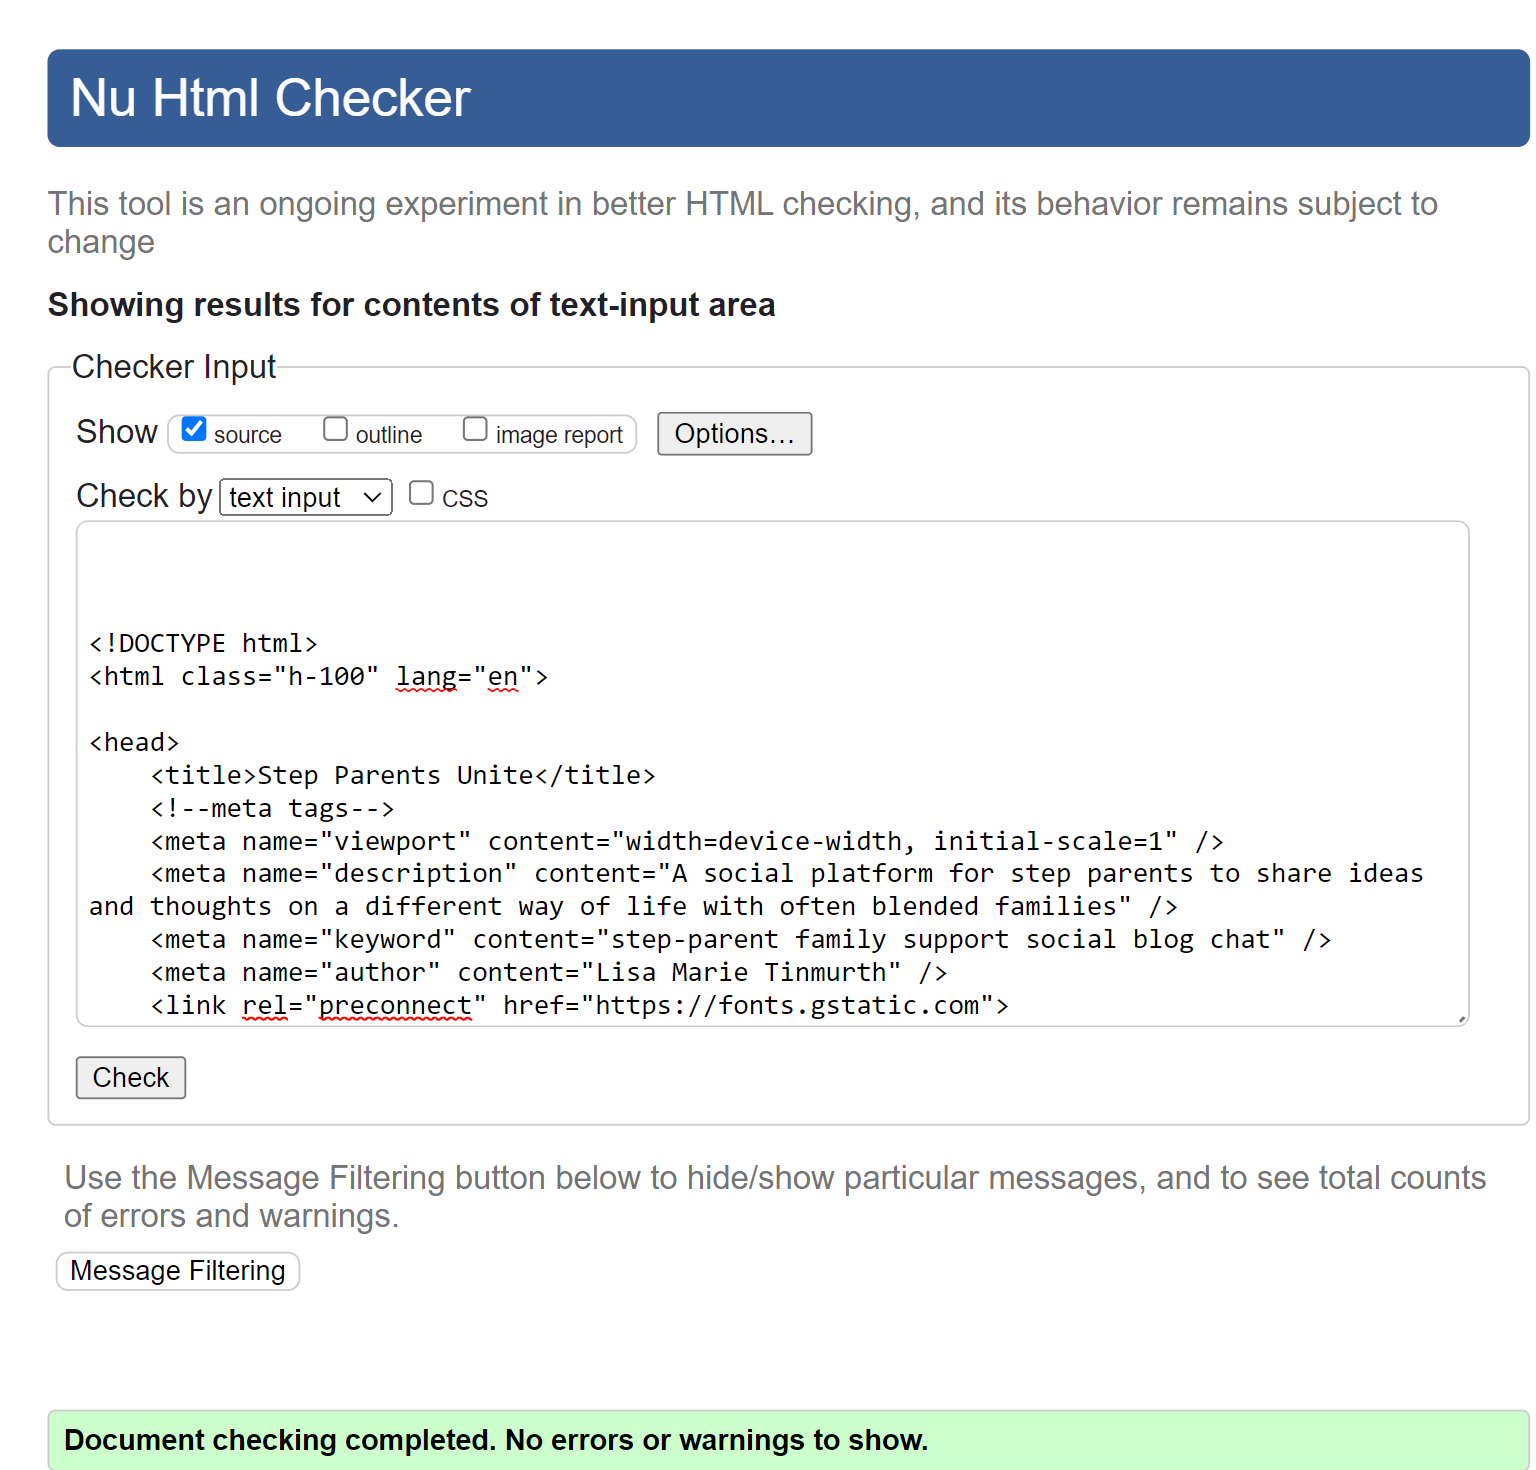 Nu Html Checker
This tool is an ongoing experiment in better HTML checking, and its behavior remains subject to
change
Showing results for contents of text-input area
Checker Input
Show source outline image report Options...
Check by text input CSS
<!DOCTYPE html>
<html class="h-100" lang="en">
<head>
    <title>Step Parents Unite</title>
    <!--meta tags-->
    <meta name="viewport" content="width=device-width, initial-scale=1" />
    <meta name="description" content="A social platform for step parents to share ideas
and thoughts on a different way of life with often blended families" />
    <meta name="keyword" content="step-parent family support social blog chat" />
    <meta name="author" content="Lisa Marie Tinmurth" />
    <link rel="preconnect" href="https://fonts.gstatic.com">
Check
Use the Message Filtering button below to hide/show particular messages, and to see total counts
of errors and warnings.
Message Filtering
Document checking completed. No errors or warnings to show.